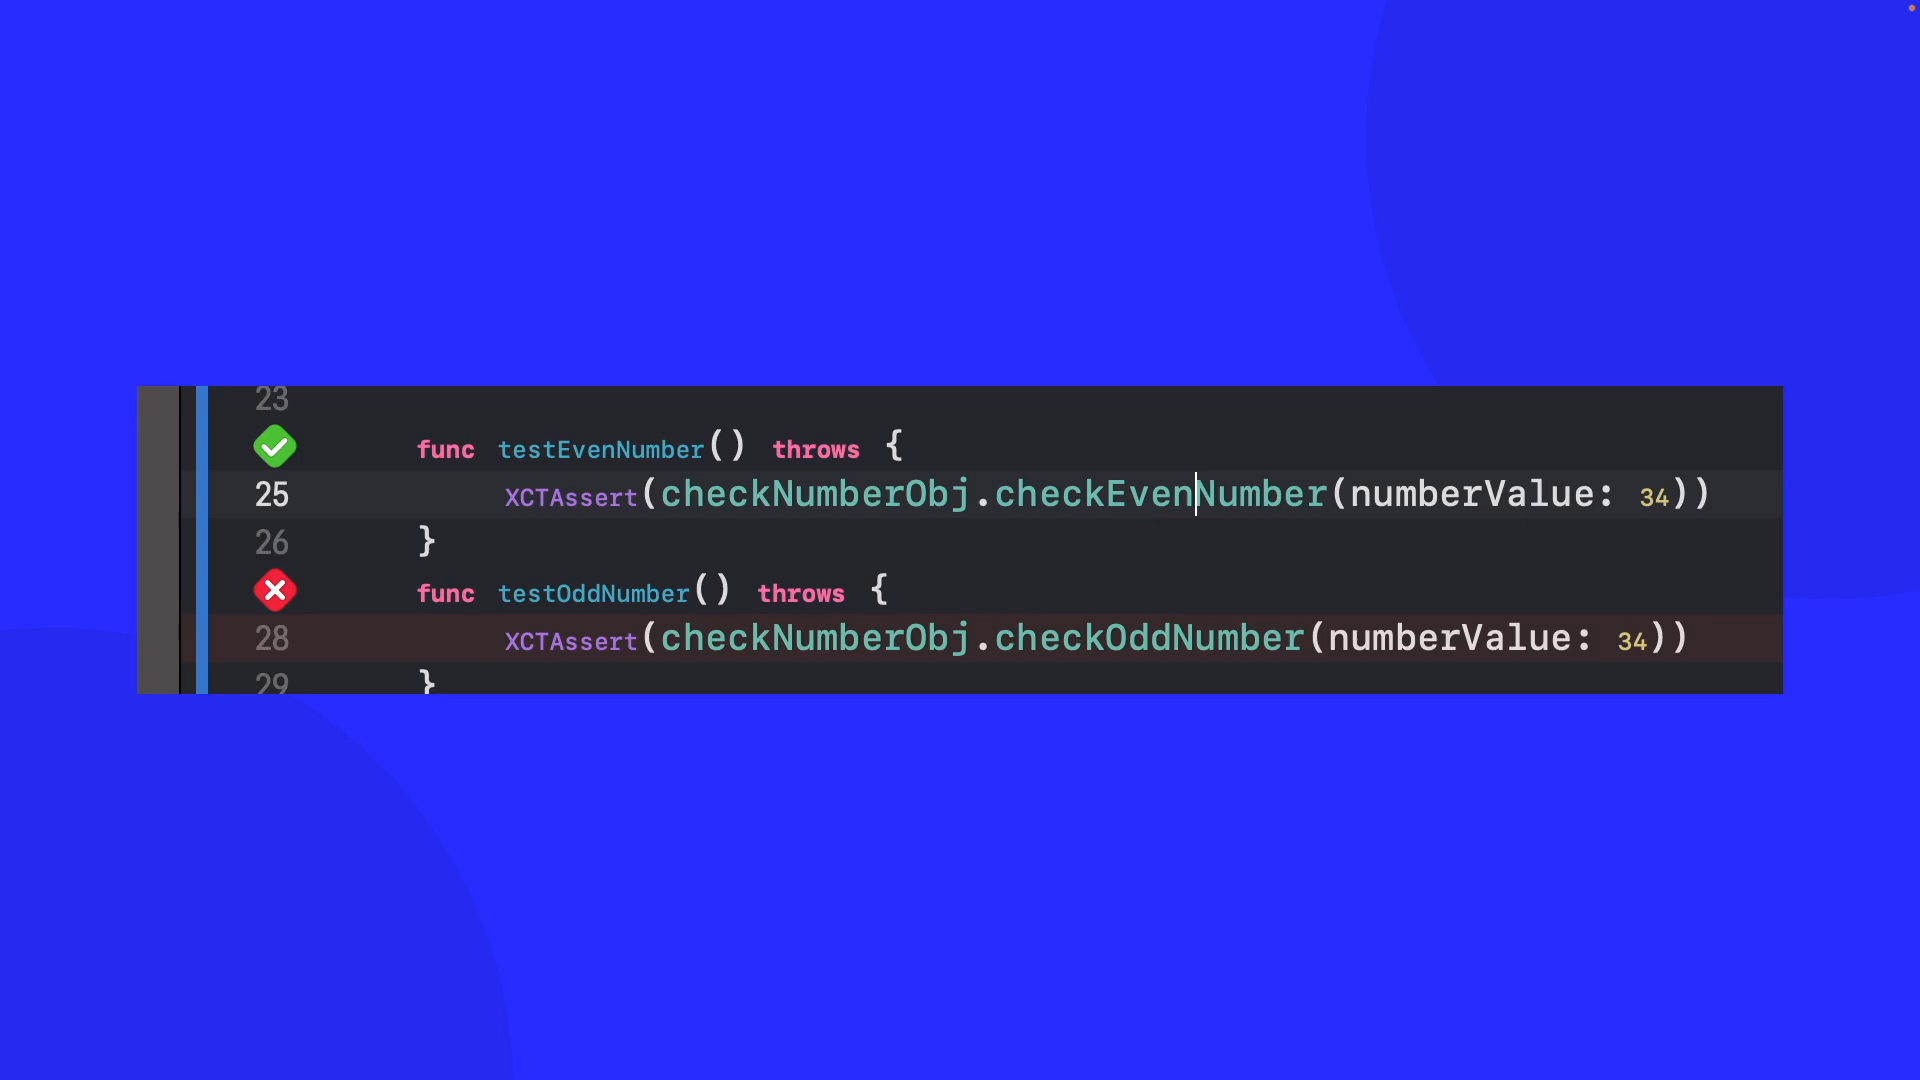 23
func testEvenNumber() throws {
25 XCTAssert(checkNumberObj.checkEvenNumber(numberValue: 34))
26 }
func testOddNumber() throws {
28 XCTAssert(checkNumberObj.checkOddNumber(numberValue: 34))
29 }